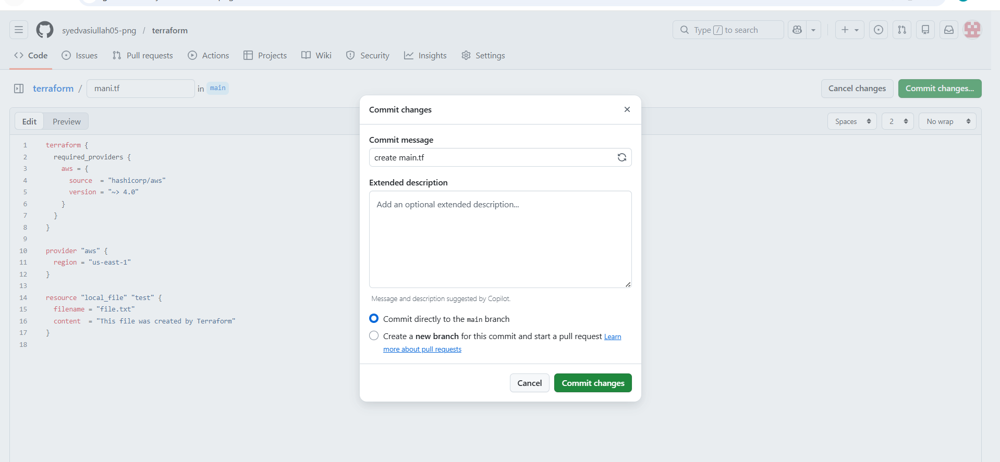 syedvasiullah05-png / terraform
Type / to search
Code Issues Pull requests Actions Projects Wiki Security Insights Settings
terraform / mani.tf in main
Cancel changes Commit changes...
Edit Preview
Spaces 2 No wrap
1 terraform {
2 required_providers {
3 aws = {
4 source = "hashicorp/aws"
5 version = "~> 4.0"
6 }
7 }
8 }
9
10 provider "aws" {
11 region = "us-east-1"
12 }
13
14 resource "local_file" "test" {
15 filename = "file.txt"
16 content = "This file was created by Terraform"
17 }
18
Commit changes
Commit message
create main.tf
Extended description
Add an optional extended description...
Message and description suggested by Copilot.
Commit directly to the main branch
Create a new branch for this commit and start a pull request Learn
more about pull requests
Cancel Commit changes